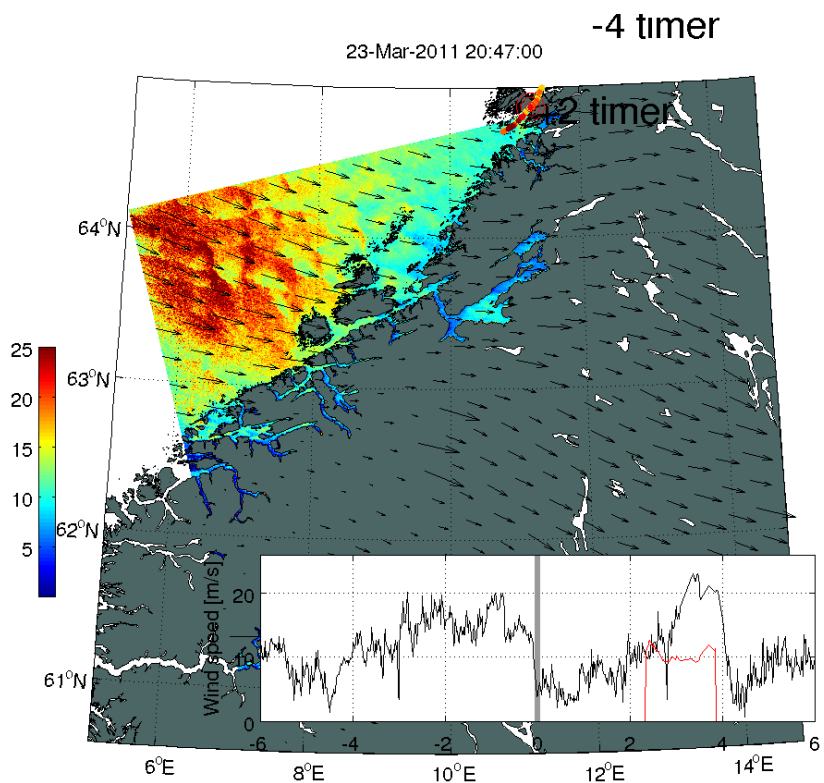 -4 timer
23-Mar-2011 20:47:00
+2 timer
64°N
63°N
62°N
61°N
25
20
15
10
5
Wind speed [m/s]
20
10
0
-6 -4 -2 0 2 4 6
6°E 8°E 10°E 12°E 14°E